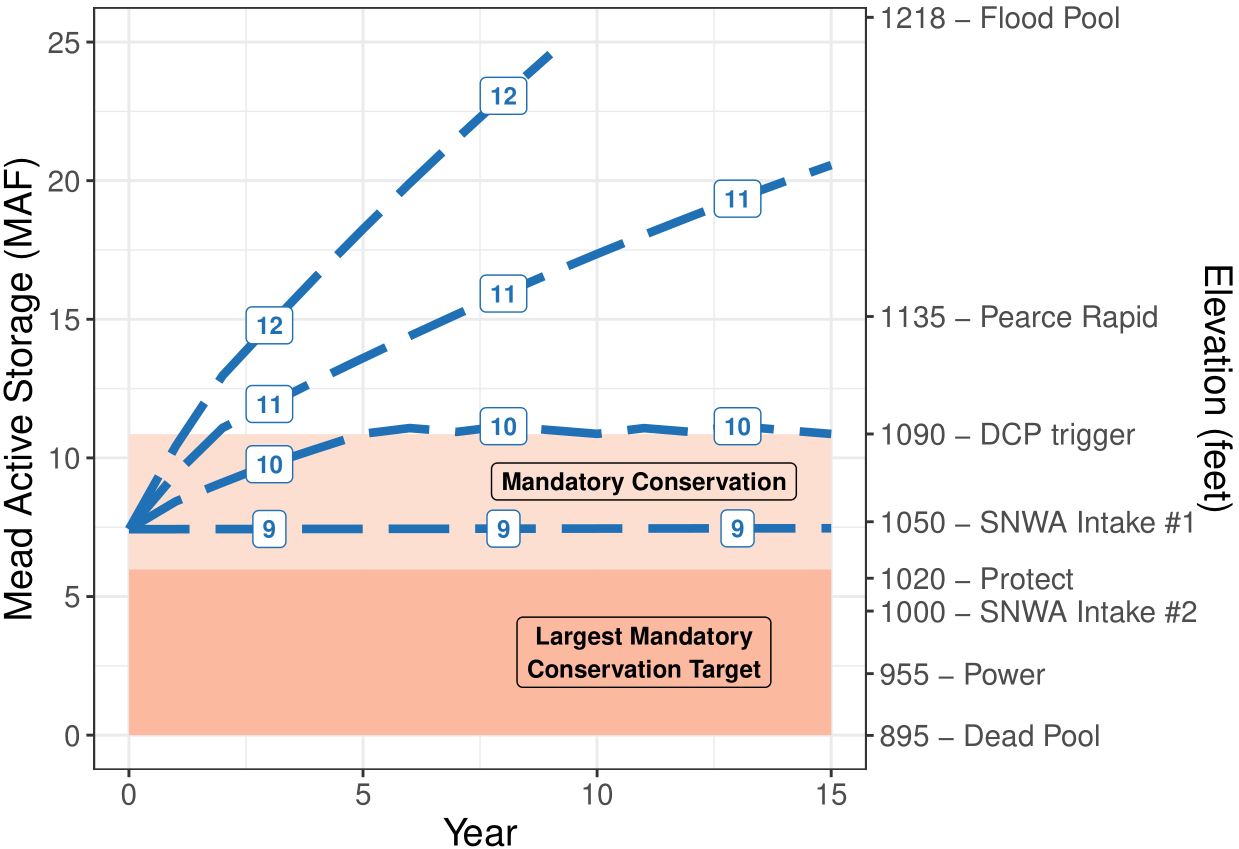 Mead Active Storage (MAF)
25
20
15
10
5
0
12
12
11
11
11
10
10
10
9
9
9
Mandatory Conservation
Largest Mandatory
Conservation Target
0
5
10
15
Year
1218 – Flood Pool
1135 – Pearce Rapid
1090 – DCP trigger
1050 – SNWA Intake #1
1020 – Protect
1000 – SNWA Intake #2
955 – Power
895 – Dead Pool
Elevation (feet)